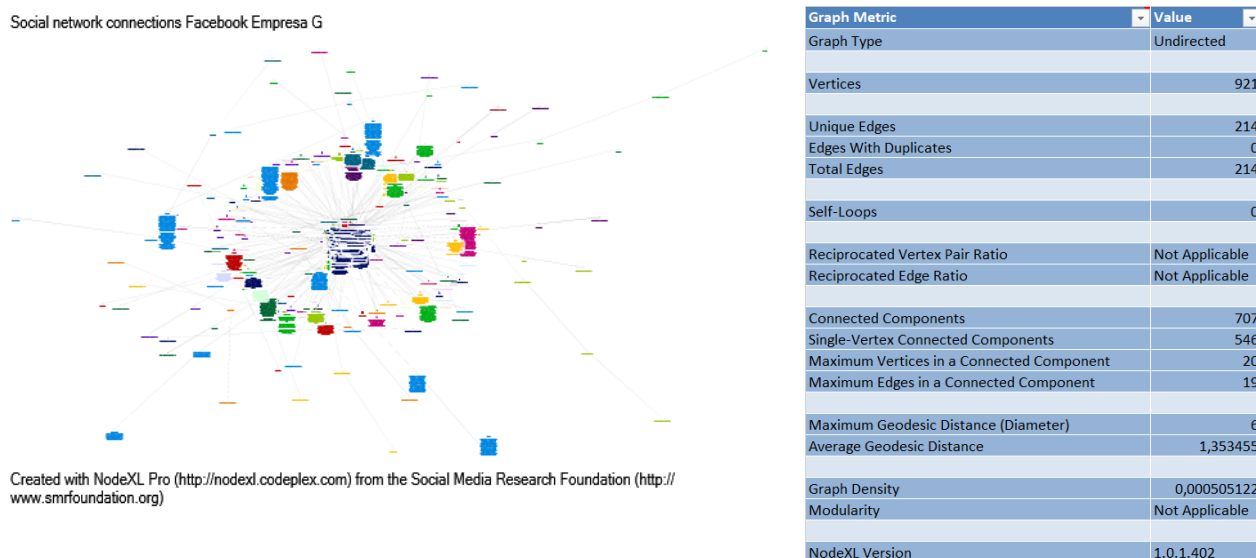 Social network connections Facebook Empresa G
Created with NodeXL Pro (http://nodexl.codeplex.com) from the Social Media Research Foundation (http://
www.smrfoundation.org)
Graph Metric Value
Graph Type Undirected
Vertices 921
Unique Edges 214
Edges With Duplicates 0
Total Edges 214
Self-Loops 0
Reciprocated Vertex Pair Ratio Not Applicable
Reciprocated Edge Ratio Not Applicable
Connected Components 707
Single-Vertex Connected Components 546
Maximum Vertices in a Connected Component 20
Maximum Edges in a Connected Component 19
Maximum Geodesic Distance (Diameter) 6
Average Geodesic Distance 1,353455
Graph Density 0,000505122
Modularity Not Applicable
NodeXL Version 1.0.1.402